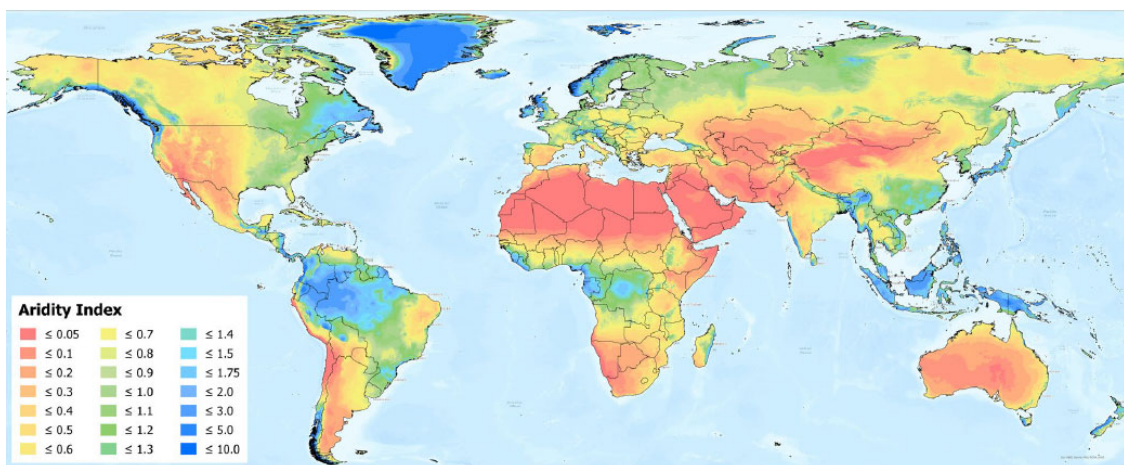 Aridity Index
≤ 0.05 ≤ 0.7 ≤ 1.4
≤ 0.1 ≤ 0.8 ≤ 1.5
≤ 0.2 ≤ 0.9 ≤ 1.75
≤ 0.3 ≤ 1.0 ≤ 2.0
≤ 0.4 ≤ 1.1 ≤ 3.0
≤ 0.5 ≤ 1.2 ≤ 5.0
≤ 0.6 ≤ 1.3 ≤ 10.0